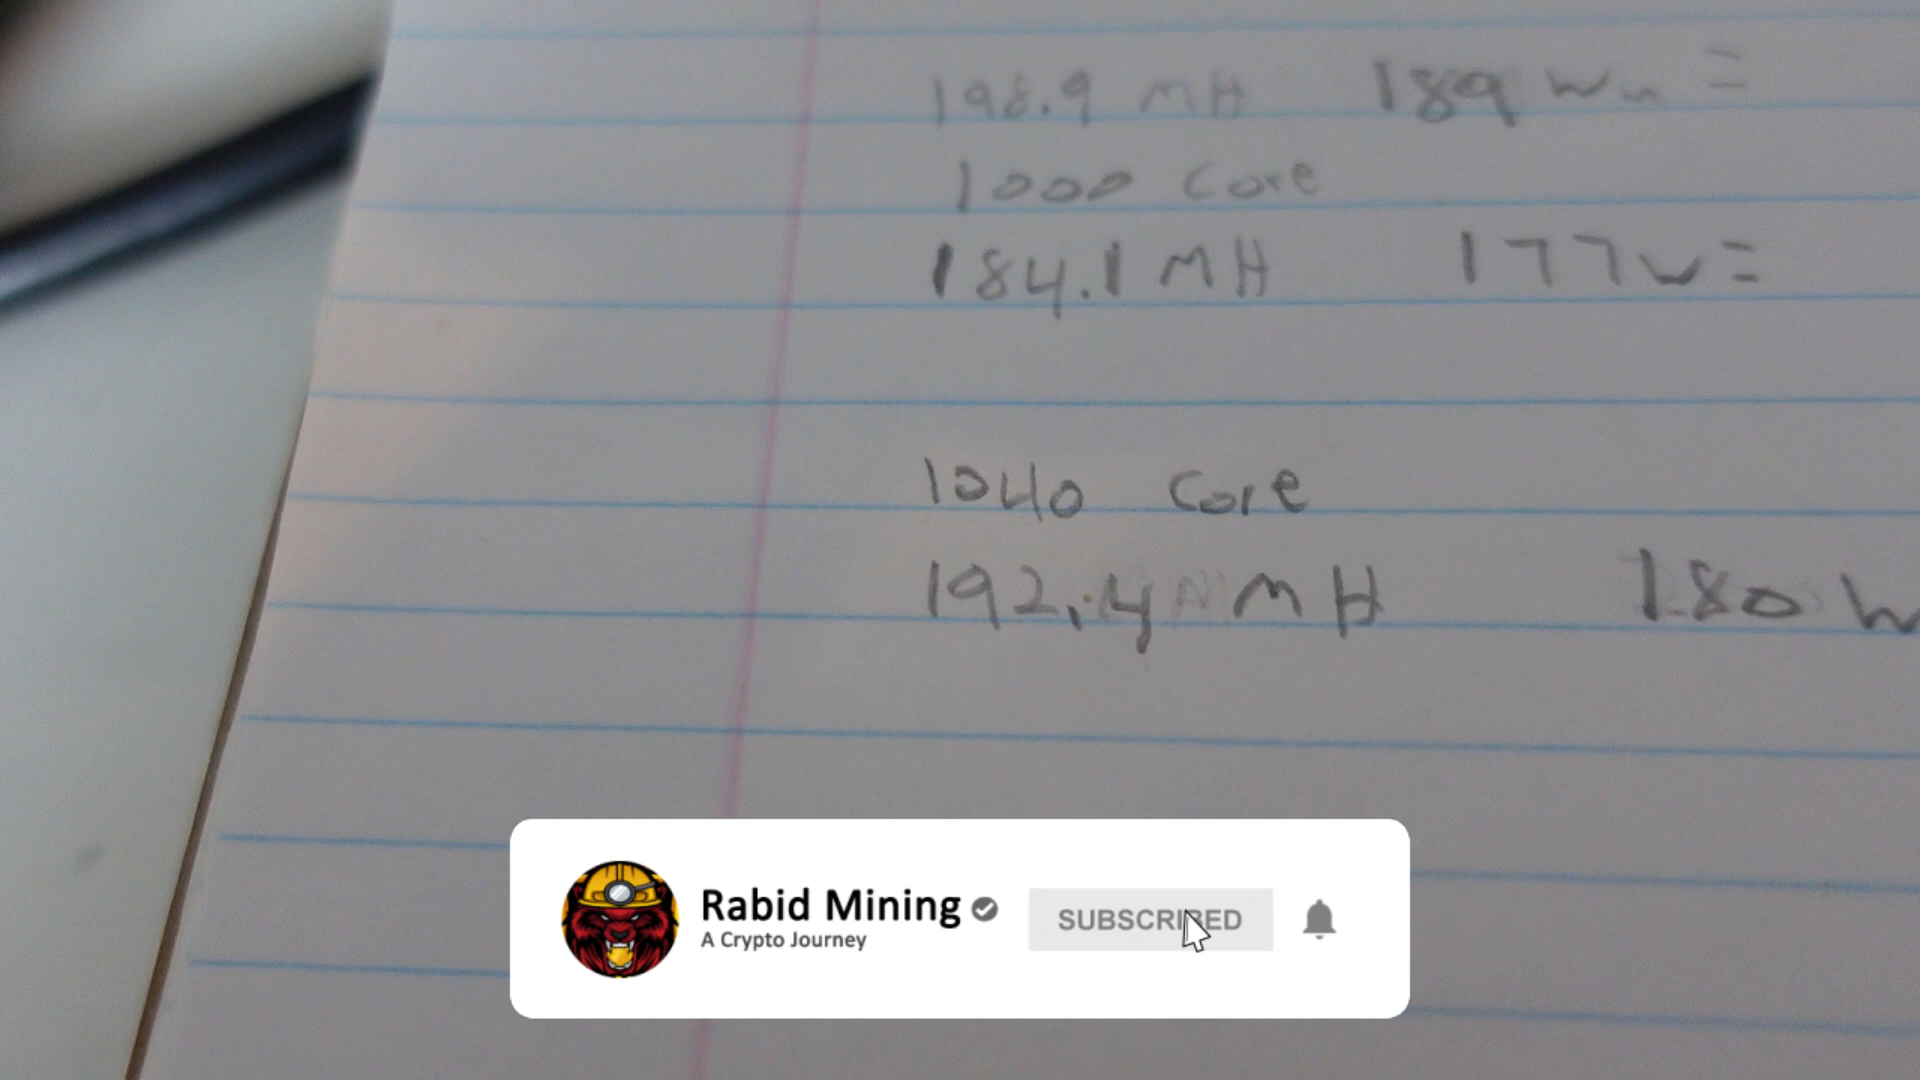 198.9 MH 189 W =
1000 Core
184.1 MH 177W =
1040 Core
192.4 MH 180 W
Rabid Mining
A Crypto Journey
SUBSCRIBED